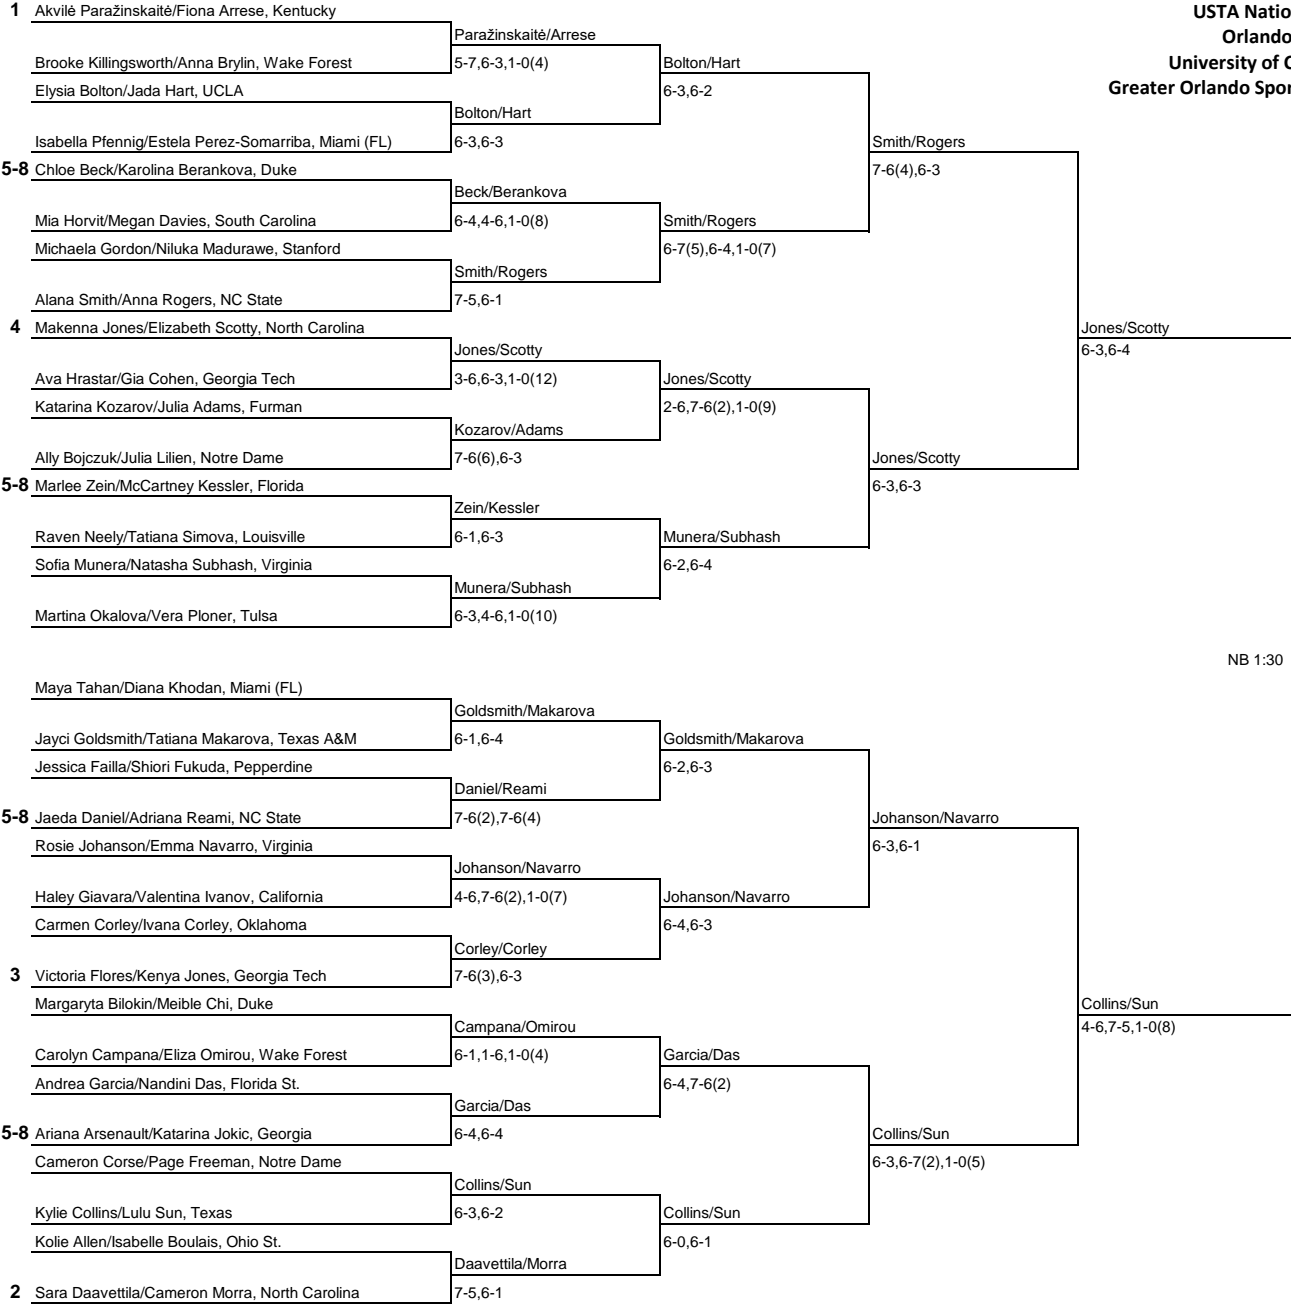 1 Akvilė Paražinskaitė/Fiona Arrese, Kentucky
USTA Natio
Paražinskaitė/Arrese
Orlando
Brooke Killingsworth/Anna Brylin, Wake Forest
5-7,6-3,1-0(4)
Bolton/Hart
University of
Elysia Bolton/Jada Hart, UCLA
6-3,6-2
Greater Orlando Spor
Bolton/Hart
Isabella Pfennig/Estela Perez-Somarriba, Miami (FL)
6-3,6-3
Smith/Rogers
5-8 Chloe Beck/Karolina Berankova, Duke
7-6(4),6-3
Beck/Berankova
Mia Horvit/Megan Davies, South Carolina
6-4,4-6,1-0(8)
Smith/Rogers
Michaela Gordon/Niluka Madurawe, Stanford
6-7(5),6-4,1-0(7)
Smith/Rogers
Alana Smith/Anna Rogers, NC State
7-5,6-1
4 Makenna Jones/Elizabeth Scotty, North Carolina
Jones/Scotty
Jones/Scotty
6-3,6-4
Ava Hrastar/Gia Cohen, Georgia Tech
3-6,6-3,1-0(12)
Jones/Scotty
Katarina Kozarov/Julia Adams, Furman
2-6,7-6(2),1-0(9)
Kozarov/Adams
Ally Bojczuk/Julia Lilien, Notre Dame
7-6(6),6-3
Jones/Scotty
5-8 Marlee Zein/McCartney Kessler, Florida
6-3,6-3
Zein/Kessler
Raven Neely/Tatiana Simova, Louisville
6-1,6-3
Munera/Subhash
Sofia Munera/Natasha Subhash, Virginia
6-2,6-4
Munera/Subhash
Martina Okalova/Vera Ploner, Tulsa
6-3,4-6,1-0(10)
NB 1:30
Maya Tahan/Diana Khodan, Miami (FL)
Goldsmith/Makarova
Jayci Goldsmith/Tatiana Makarova, Texas A&M
6-1,6-4
Goldsmith/Makarova
Jessica Failla/Shiori Fukuda, Pepperdine
6-2,6-3
Daniel/Reami
5-8 Jaeda Daniel/Adriana Reami, NC State
7-6(2),7-6(4)
Johanson/Navarro
Rosie Johanson/Emma Navarro, Virginia
6-3,6-1
Johanson/Navarro
Haley Giavara/Valentina Ivanov, California
4-6,7-6(2),1-0(7)
Johanson/Navarro
Carmen Corley/Ivana Corley, Oklahoma
6-4,6-3
Corley/Corley
3 Victoria Flores/Kenya Jones, Georgia Tech
7-6(3),6-3
Margaryta Bilokin/Meible Chi, Duke
Collins/Sun
Campana/Omirou
4-6,7-5,1-0(8)
Carolyn Campana/Eliza Omirou, Wake Forest
6-1,1-6,1-0(4)
Garcia/Das
Andrea Garcia/Nandini Das, Florida St.
6-4,7-6(2)
Garcia/Das
5-8 Ariana Arsenault/Katarina Jokic, Georgia
6-4,6-4
Collins/Sun
Cameron Corse/Page Freeman, Notre Dame
6-3,6-7(2),1-0(5)
Collins/Sun
Kylie Collins/Lulu Sun, Texas
6-3,6-2
Collins/Sun
Kolie Allen/Isabelle Boulais, Ohio St.
6-0,6-1
Daavettila/Morra
2 Sara Daavettila/Cameron Morra, North Carolina
7-5,6-1